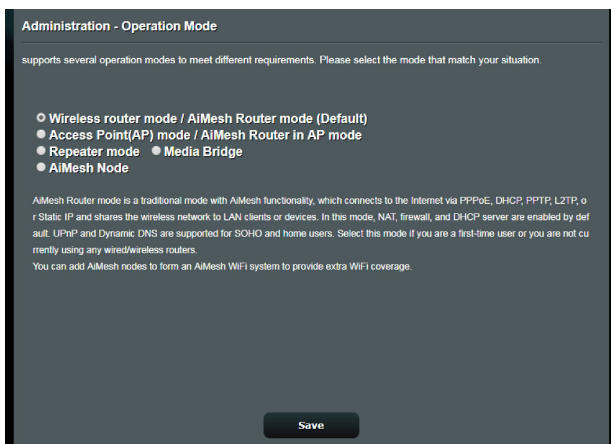 Administration - Operation Mode
supports several operation modes to meet different requirements. Please select the mode that match your situation.
Wireless router mode / AiMesh Router mode (Default)
Access Point(AP) mode / AiMesh Router in AP mode
Repeater mode Media Bridge
AiMesh Node
AiMesh Router mode is a traditional mode with AiMesh functionality, which connects to the Internet via PPPoE, DHCP, PPTP, L2TP, o
r Static IP and shares the wireless network to LAN clients or devices. In this mode, NAT, firewall, and DHCP server are enabled by def
ault. UPnP and Dynamic DNS are supported for SOHO and home users. Select this mode if you are a first-time user or you are not cu
rrently using any wired/wireless routers.
You can add AiMesh nodes to form an AiMesh WiFi system to provide extra WiFi coverage.
Save